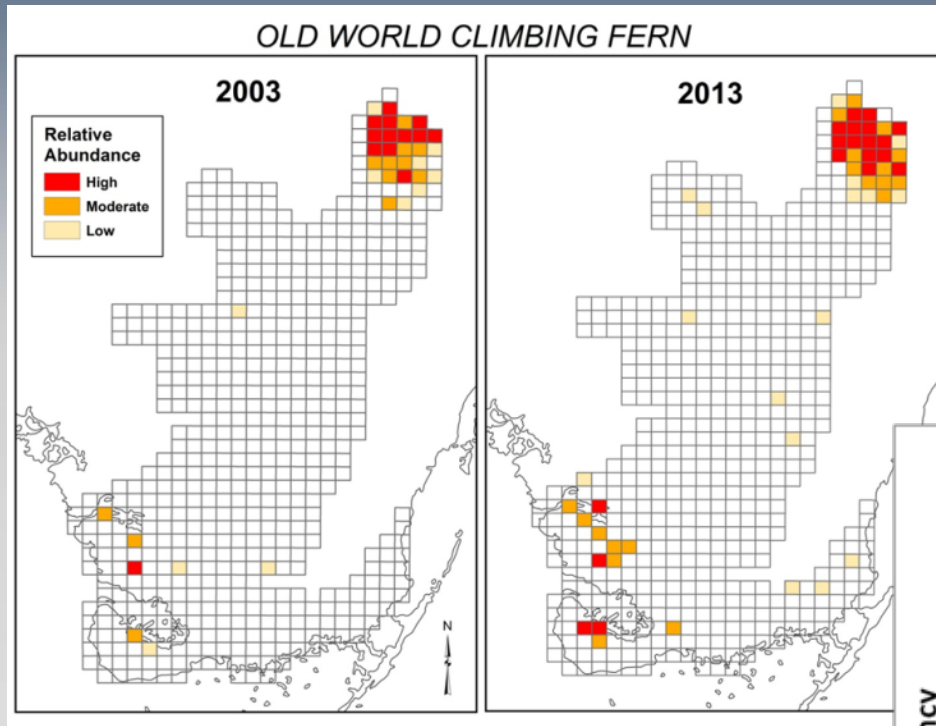 OLD WORLD CLIMBING FERN
2003
2013
Relative
Abundance
High
Moderate
Low
N